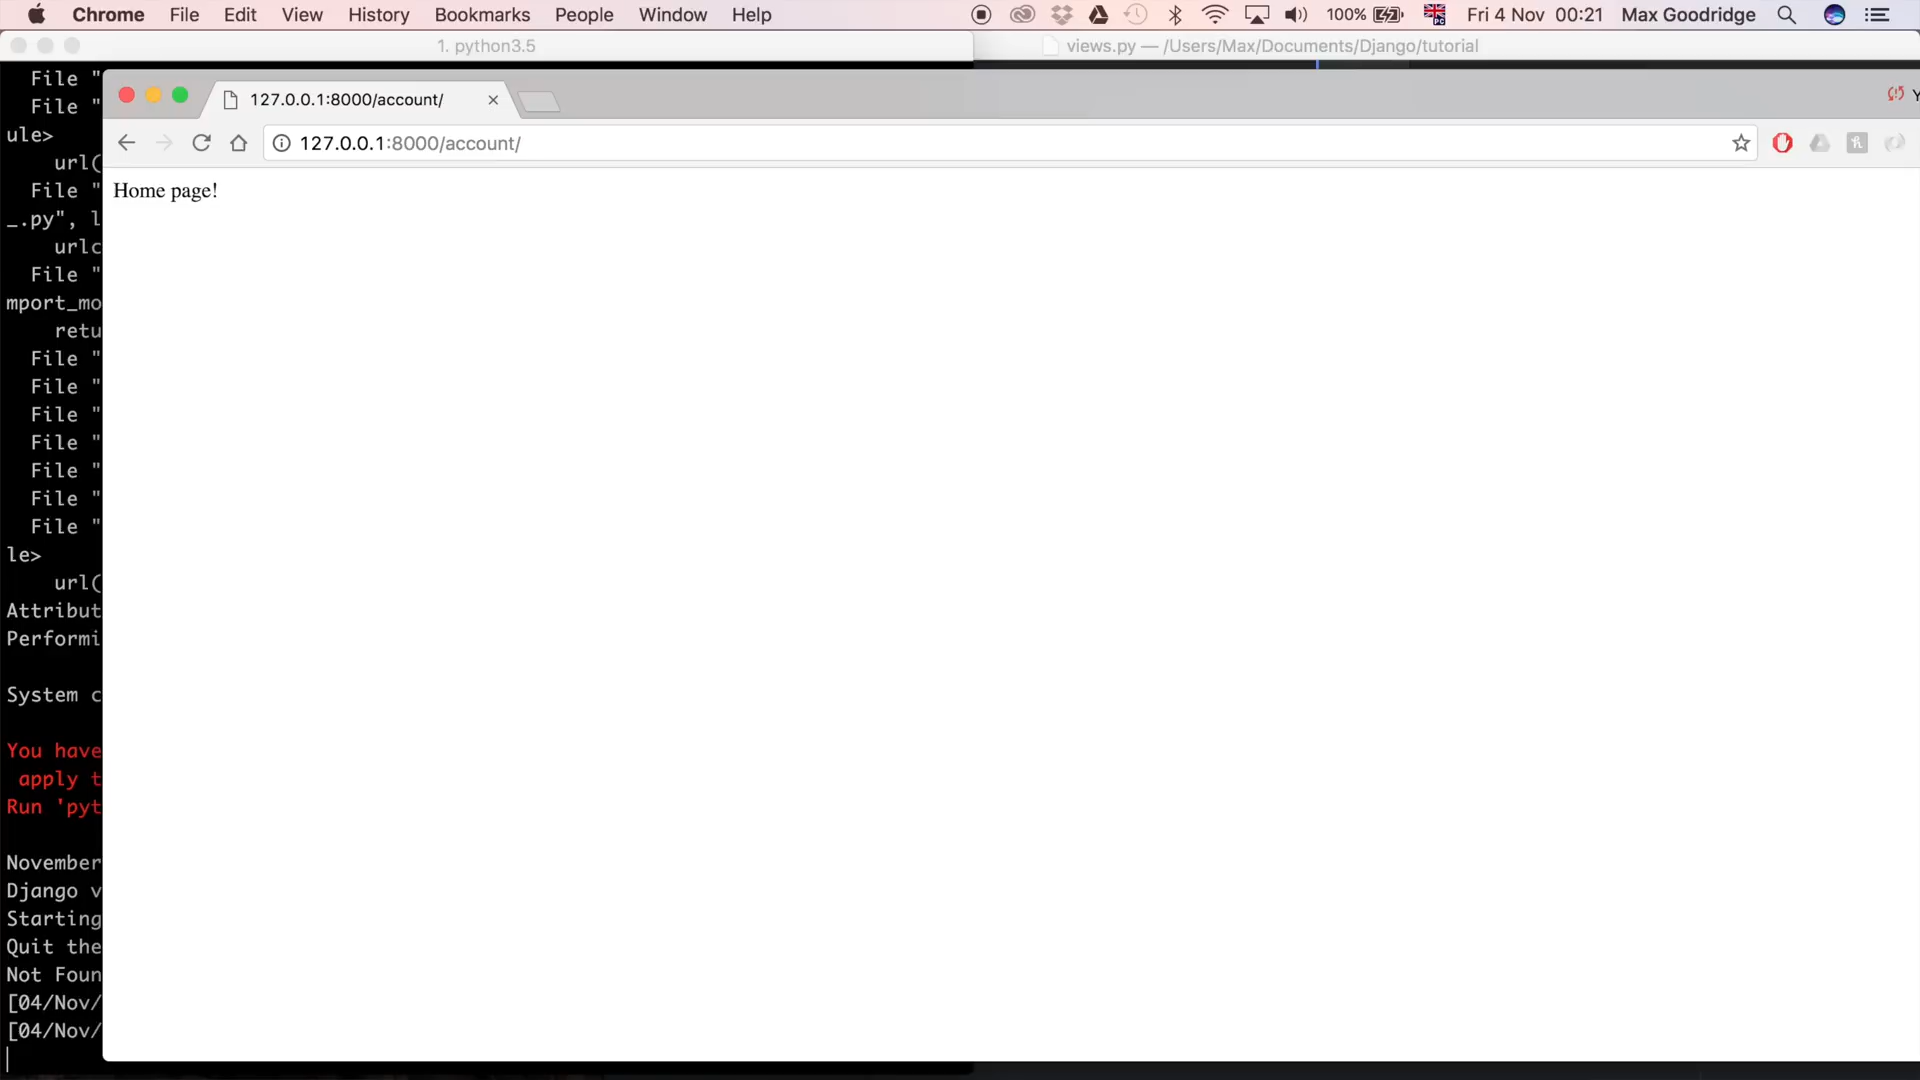 Chrome File Edit View History Bookmarks People Window Help 100% Fri 4 Nov 00:21 Max Goodridge
1. python3.5
views.py — /Users/Max/Documents/Django/tutorial
127.0.0.1:8000/account/
127.0.0.1:8000/account/
Home page!
File "
File "
ule>
url(
File "
_.py", l
urlc
File "
mport_mo
retu
File "
File "
File "
File "
File "
File "
File "
le>
url(
Attribut
Performi
System c
You have
apply t
Run 'pyt
November
Django v
Starting
Quit the
Not Foun
[04/Nov/
[04/Nov/